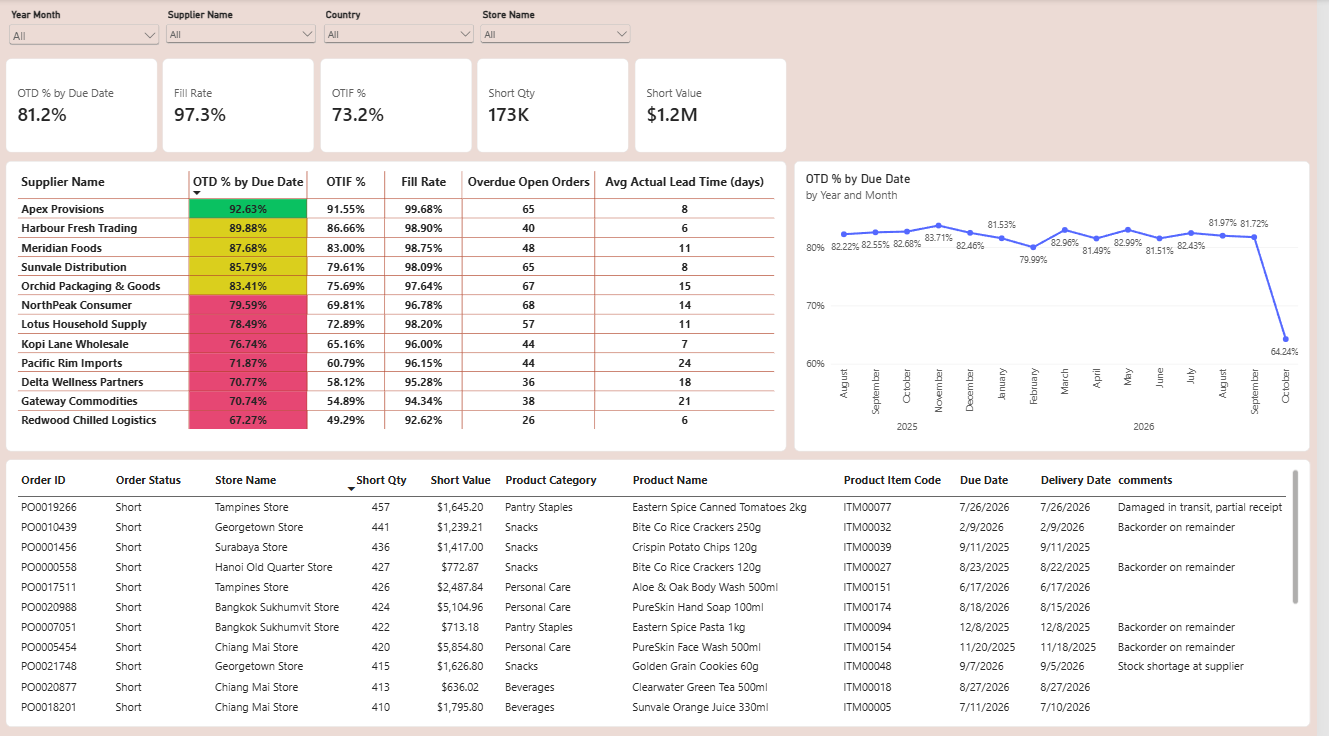 Year Month Supplier Name Country Store Name
All All All All
OTD % by Due Date Fill Rate OTIF % Short Qty Short Value
81.2% 97.3% 73.2% 173K $1.2M
Supplier Name OTD % by Due Date OTIF % Fill Rate Overdue Open Orders Avg Actual Lead Time (days)
Apex Provisions 92.63% 91.55% 99.68% 65 8
Harbour Fresh Trading 89.88% 86.66% 98.90% 40 6
Meridian Foods 87.68% 83.00% 98.75% 48 11
Sunvale Distribution 85.79% 79.61% 98.09% 65 8
Orchid Packaging & Goods 83.41% 75.69% 97.64% 67 15
NorthPeak Consumer 79.59% 69.81% 96.78% 68 14
Lotus Household Supply 78.49% 72.89% 98.20% 57 11
Kopi Lane Wholesale 76.74% 65.16% 96.00% 44 7
Pacific Rim Imports 71.87% 60.79% 96.15% 44 24
Delta Wellness Partners 70.77% 58.12% 95.28% 36 18
Gateway Commodities 70.74% 54.89% 94.34% 38 21
Redwood Chilled Logistics 67.27% 49.29% 92.62% 26 6
OTD % by Due Date
by Year and Month
80%
70%
60%
82.22% 82.55% 82.68% 83.71% 82.46% 81.53% 79.99% 82.96% 81.49% 82.99% 81.51% 82.43% 81.97% 81.72% 64.24%
August September October November December January February March April May June July August September October
2025 2026
Order ID Order Status Store Name Short Qty Short Value Product Category Product Name Product Item Code Due Date Delivery Date comments
PO0019266 Short Tampines Store 457 $1,645.20 Pantry Staples Eastern Spice Canned Tomatoes 2kg ITM00077 7/26/2026 7/26/2026 Damaged in transit, partial receipt
PO0010439 Short Georgetown Store 441 $1,239.21 Snacks Bite Co Rice Crackers 250g ITM00032 2/9/2026 2/9/2026 Backorder on remainder
PO0001456 Short Surabaya Store 436 $1,417.00 Snacks Crispin Potato Chips 120g ITM00039 9/11/2025 9/11/2025
PO0000558 Short Hanoi Old Quarter Store 427 $772.87 Snacks Bite Co Rice Crackers 120g ITM00027 8/23/2025 8/22/2025 Backorder on remainder
PO0017511 Short Tampines Store 426 $2,487.84 Personal Care Aloe & Oak Body Wash 500ml ITM00151 6/17/2026 6/17/2026
PO0020988 Short Bangkok Sukhumvit Store 424 $5,104.96 Personal Care PureSkin Hand Soap 100ml ITM00174 8/18/2026 8/15/2026
PO0007051 Short Bangkok Sukhumvit Store 422 $713.18 Pantry Staples Eastern Spice Pasta 1kg ITM00094 12/8/2025 12/8/2025 Backorder on remainder
PO0005454 Short Chiang Mai Store 420 $5,854.80 Personal Care PureSkin Face Wash 500ml ITM00154 11/20/2025 11/18/2025 Backorder on remainder
PO0021748 Short Georgetown Store 415 $1,626.80 Snacks Golden Grain Cookies 60g ITM00048 9/7/2026 9/5/2026 Stock shortage at supplier
PO0020877 Short Chiang Mai Store 413 $636.02 Beverages Clearwater Green Tea 500ml ITM00018 8/27/2026 8/27/2026
PO0018201 Short Chiang Mai Store 410 $1,795.80 Beverages Sunvale Orange Juice 330ml ITM00005 7/11/2026 7/10/2026